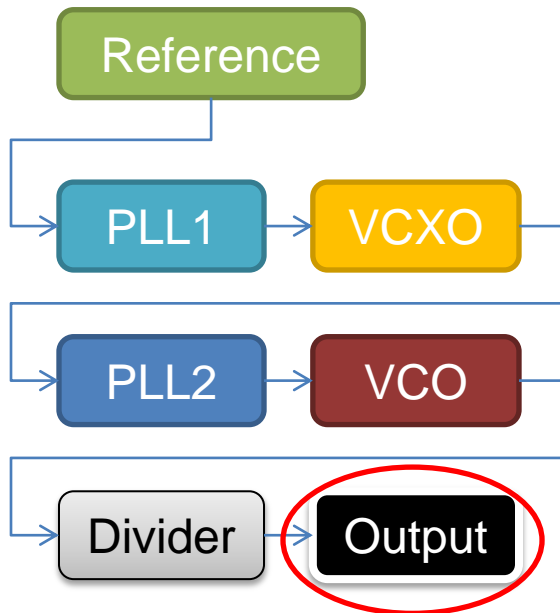 Reference
PLL1
VCXO
PLL2
VCO
Divider
Output